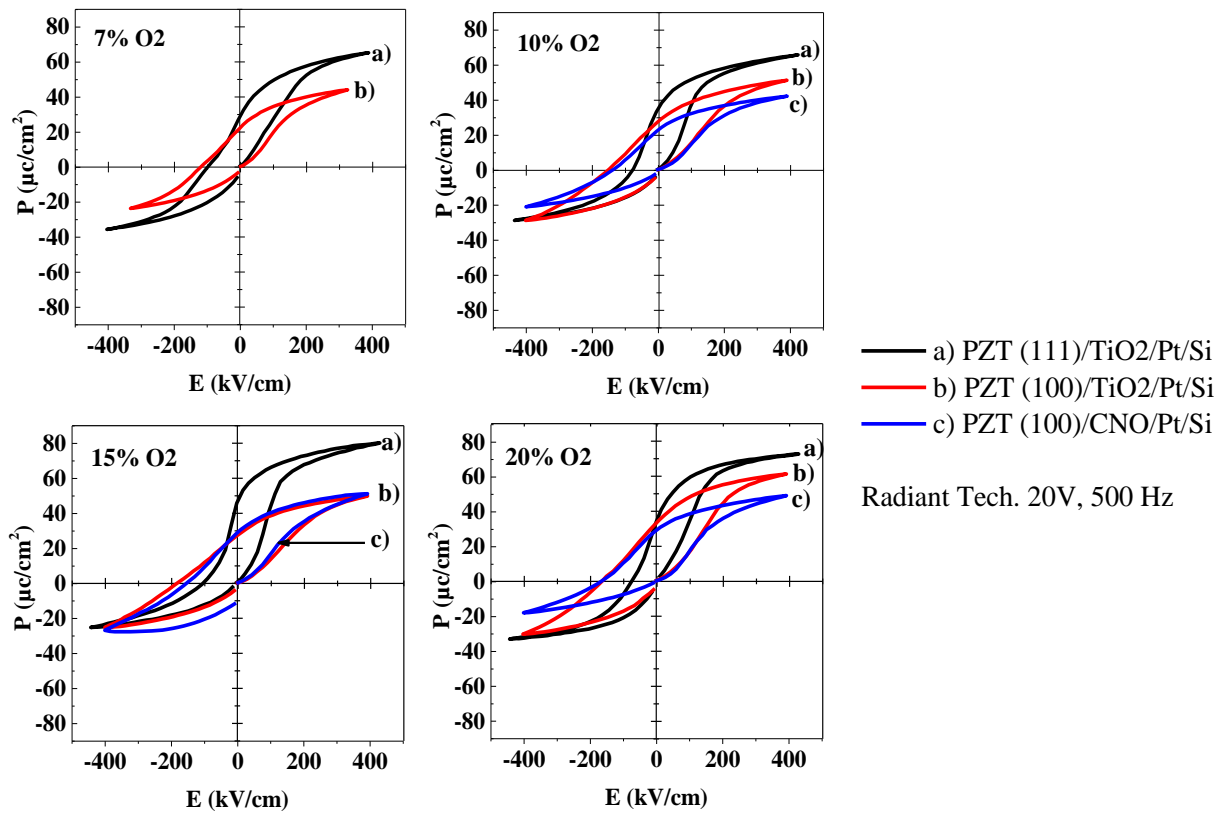 7% O2
80
60
40
20
0
-20
-40
-60
-80
a)
b)
P (µc/cm²)
-400 -200 0 200 400
E (kV/cm)
10% O2
80
60
40
20
0
-20
-40
-60
-80
a)
b)
c)
P (µc/cm²)
-400 -200 0 200 400
E (kV/cm)
a) PZT (111)/TiO2/Pt/Si
b) PZT (100)/TiO2/Pt/Si
c) PZT (100)/CNO/Pt/Si
Radiant Tech. 20V, 500 Hz
15% O2
80
60
40
20
0
-20
-40
-60
-80
a)
b)
c)
P (µc/cm²)
-400 -200 0 200 400
E (kV/cm)
20% O2
80
60
40
20
0
-20
-40
-60
-80
a)
b)
c)
P (µc/cm²)
-400 -200 0 200 400
E (kV/cm)